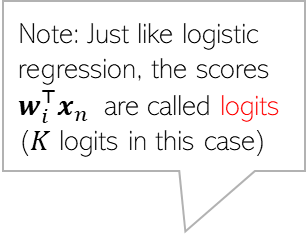 Note: Just like logistic
regression, the scores
𝒘ᵢ⊤𝒙ₙ are called logits
(𝐾 logits in this case)